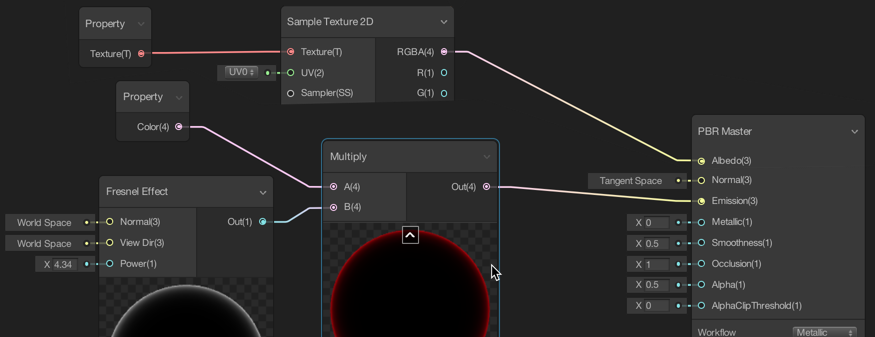 Property
Texture(T)
Sample Texture 2D
Texture(T)
RGBA(4)
UV0
UV(2)
R(1)
Sampler(SS)
G(1)
Property
Color(4)
Multiply
A(4)
Out(4)
B(4)
Fresnel Effect
World Space
Normal(3)
Out(1)
World Space
View Dir(3)
X 4.34
Power(1)
PBR Master
Albedo(3)
Tangent Space
Normal(3)
Emission(3)
X 0
Metallic(1)
X 0.5
Smoothness(1)
X 1
Occlusion(1)
X 0.5
Alpha(1)
X 0
AlphaClipThreshold(1)
Workflow
Metallic